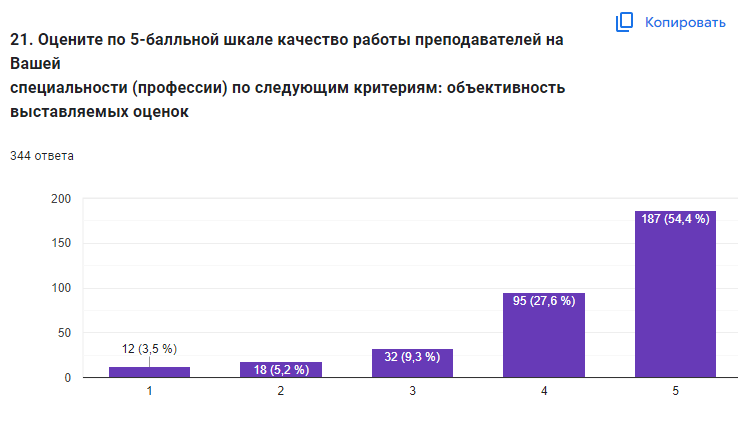 Копировать
21. Оцените по 5-балльной шкале качество работы преподавателей на
Вашей
специальности (профессии) по следующим критериям: объективность
выставляемых оценок
344 ответа
200
150
100
50
0
12 (3,5 %)
18 (5,2 %)
32 (9,3 %)
95 (27,6 %)
187 (54,4 %)
1
2
3
4
5